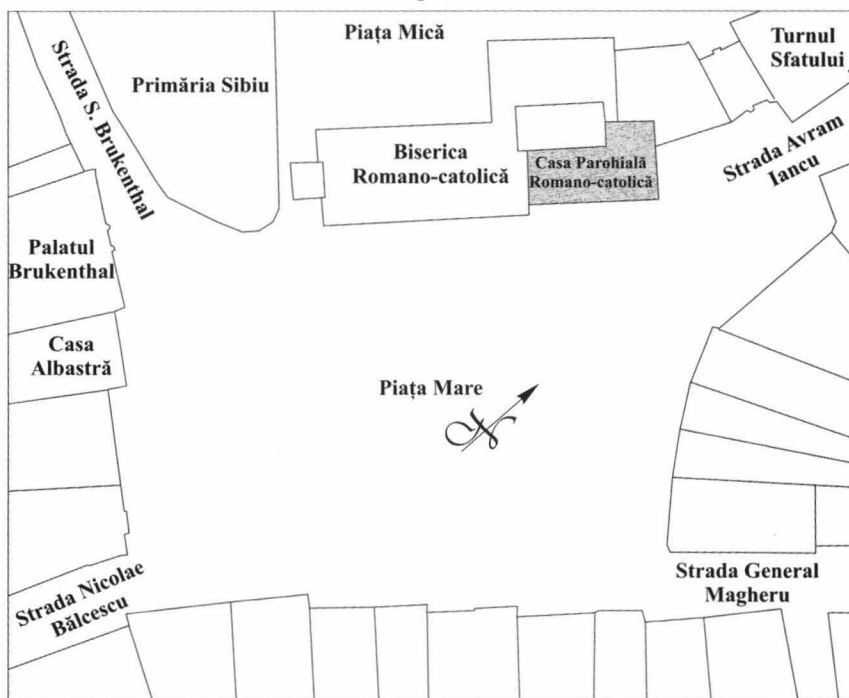 Piața Mică
Turnul
Sfatului
Strada S. Brukenthal
Primăria Sibiu
Biserica
Romano-catolică
Casa Parohială
Romano-catolică
Strada Avram
Iancu
Palatul
Brukenthal
Casa
Albastră
Piața Mare
Strada General
Magheru
Strada Nicolae
Bălcescu